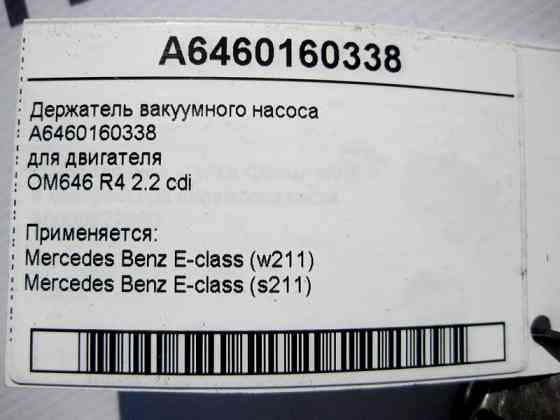 A6460160338
Держатель вакуумного насоса
A6460160338
для двигателя
OM646 R4 2.2 cdi
Применяется:
Mercedes Benz E-class (w211)
Mercedes Benz E-class (s211)